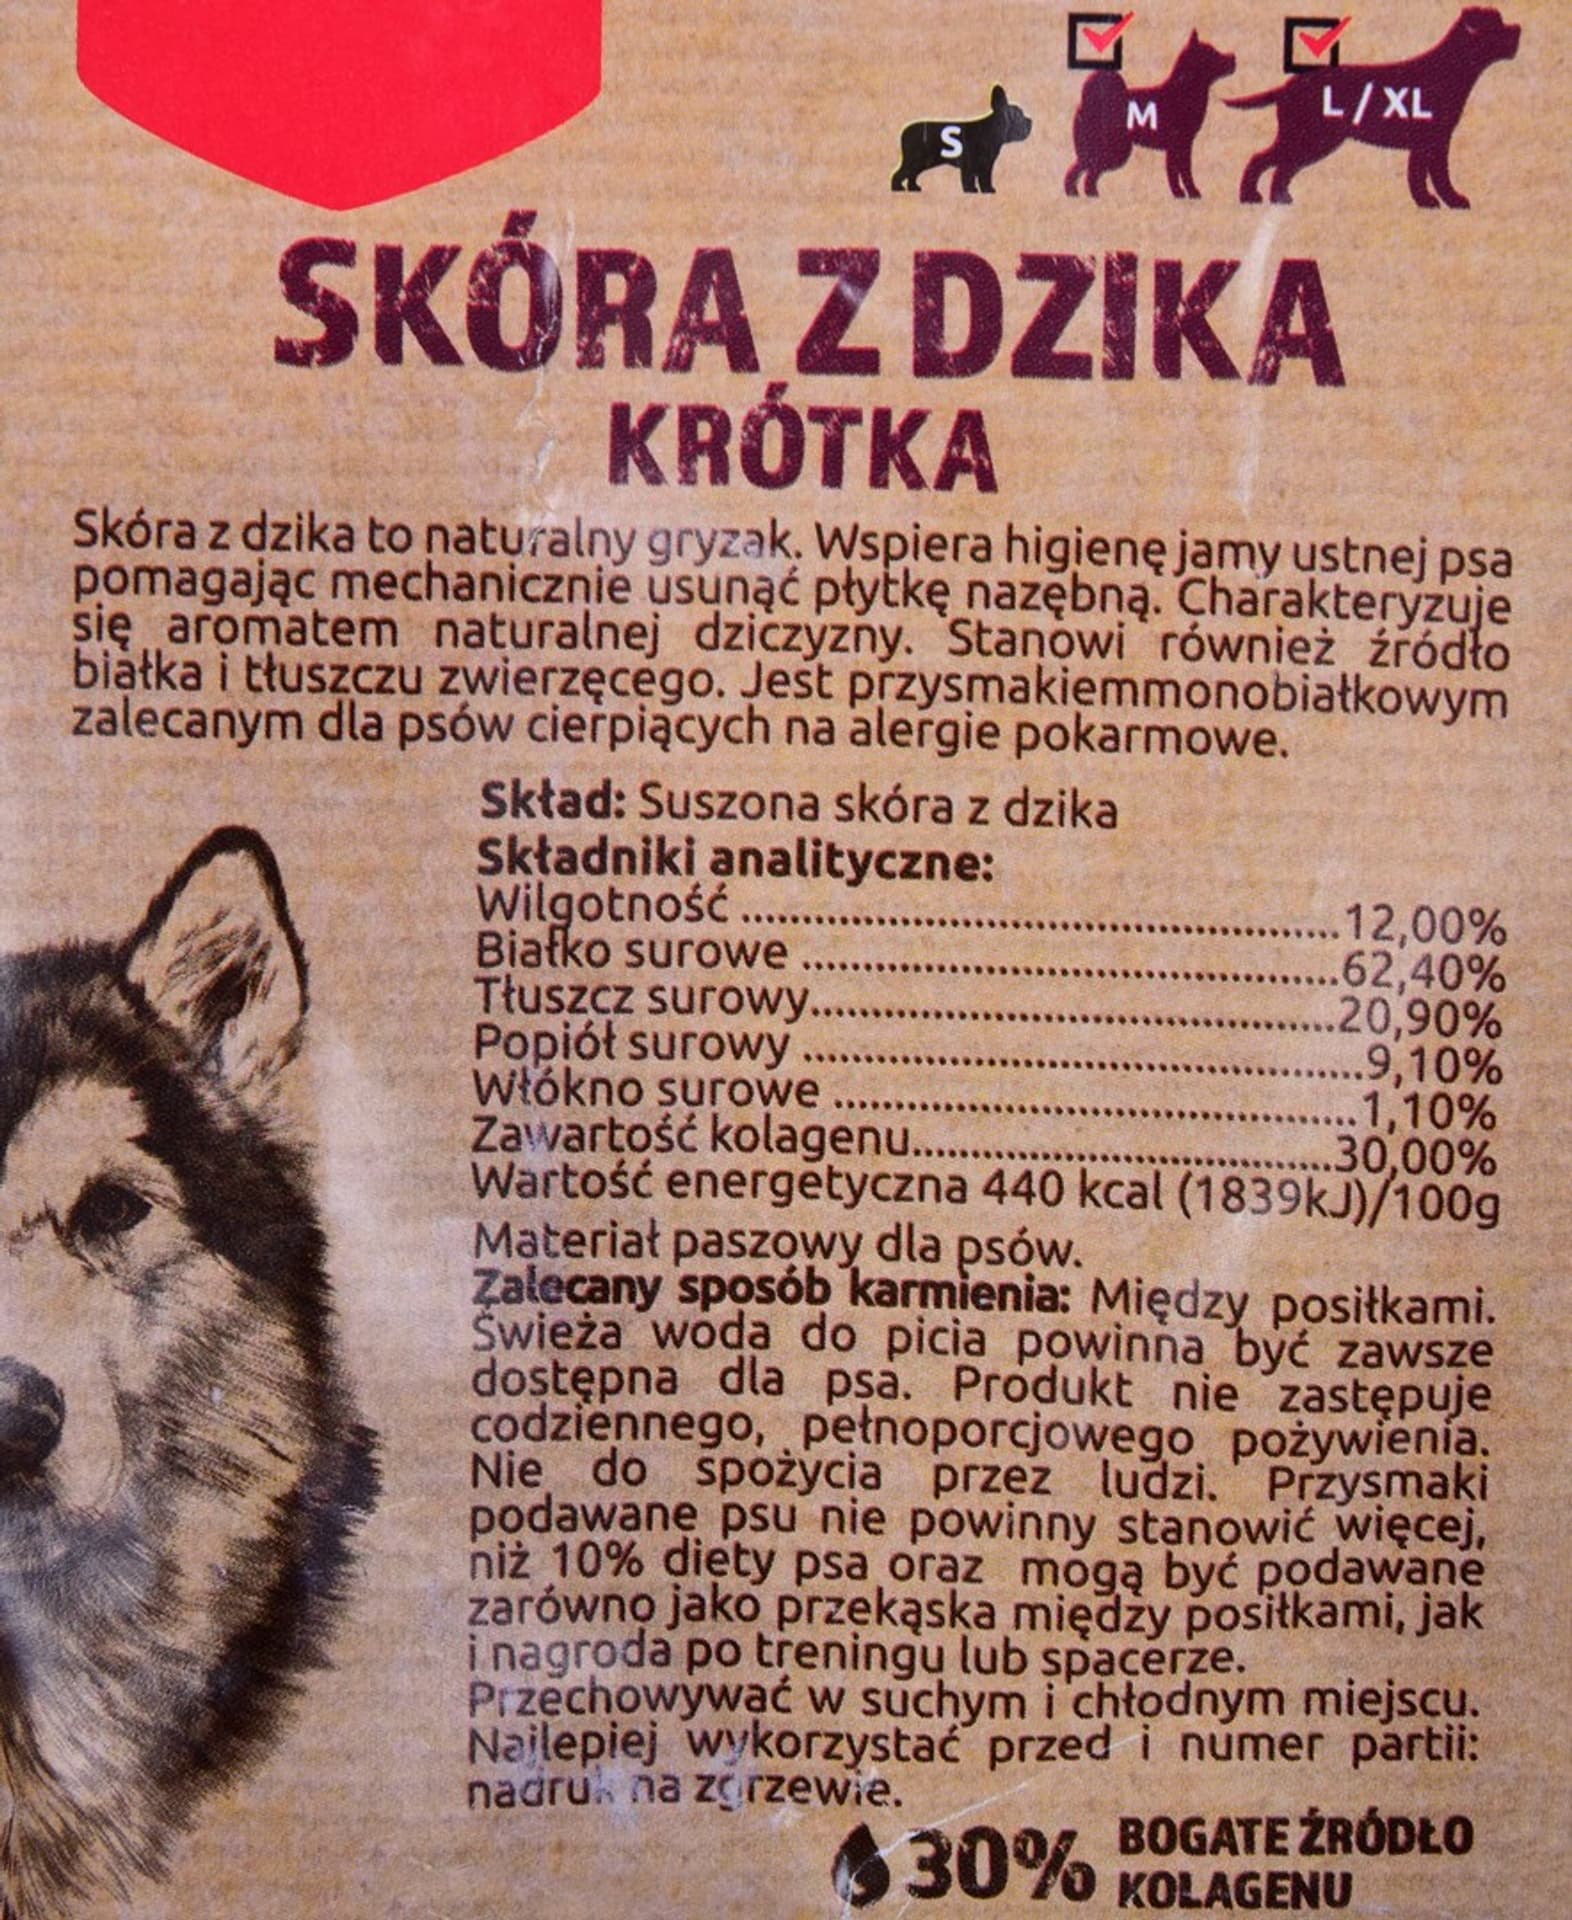 S
M
L / XL
SKÓRA Z DZIKA
KRÓTKA
Skóra z dzika to naturalny gryzak. Wspiera higienę jamy ustnej psa
pomagając mechanicznie usunąć płytkę nazębną. Charakteryzuje
się aromatem naturalnej dziczyzny. Stanowi również źródło
białka i tłuszczu zwierzęcego. Jest przysmakiemmonobiałkowym
zalecanym dla psów cierpiących na alergie pokarmowe.
Skład: Suszona skóra z dzika
Składniki analityczne:
Wilgotność ........................................................12,00%
Białko surowe ..................................................62,40%
Tłuszcz surowy.................................................20,90%
Popiół surowy ....................................................9,10%
Włókno surowe .................................................1,10%
Zawartość kolagenu.......................................30,00%
Wartość energetyczna 440 kcal (1839kJ)/100g
Materiał paszowy dla psów.
Zalecany sposób karmienia: Między posiłkami.
Świeża woda do picia powinna być zawsze
dostępna dla psa. Produkt nie zastępuje
codziennego, pełnoporcjowego pożywienia.
Nie do spożycia przez ludzi. Przysmaki
podawane psu nie powinny stanowić więcej,
niż 10% diety psa oraz mogą być podawane
zarówno jako przekąska między posiłkami, jak
i nagroda po treningu lub spacerze.
Przechowywać w suchym i chłodnym miejscu.
Najlepiej wykorzystać przed i numer partii:
nadruk na zgrzewie.
30% BOGATE ŹRÓDŁO
KOLAGENU